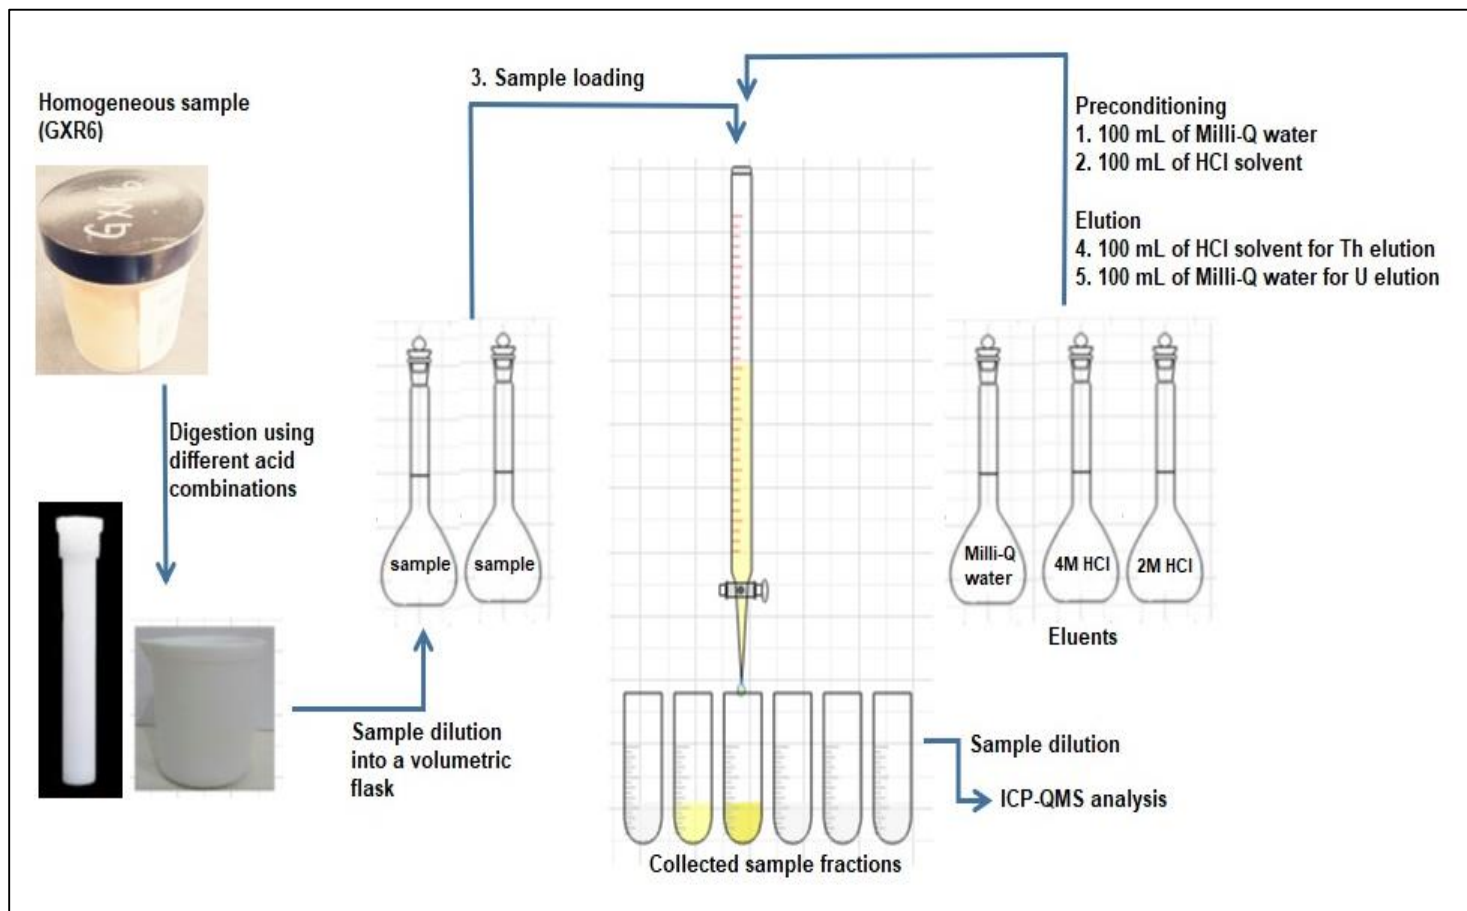 Homogeneous sample
(GXR6)
GXR6
Digestion using
different acid
combinations
Sample dilution
into a volumetric
flask
sample
sample
3. Sample loading
Preconditioning
1. 100 mL of Milli-Q water
2. 100 mL of HCl solvent
Elution
4. 100 mL of HCl solvent for Th elution
5. 100 mL of Milli-Q water for U elution
Milli-Q
water
4M HCl
2M HCl
Eluents
Collected sample fractions
Sample dilution
ICP-QMS analysis